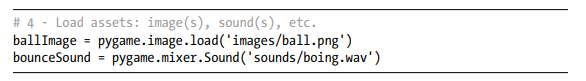 # 4 - Load assets: image(s), sound(s), etc.
ballImage = pygame.image.load('images/ball.png')
bounceSound = pygame.mixer.Sound('sounds/boing.wav')